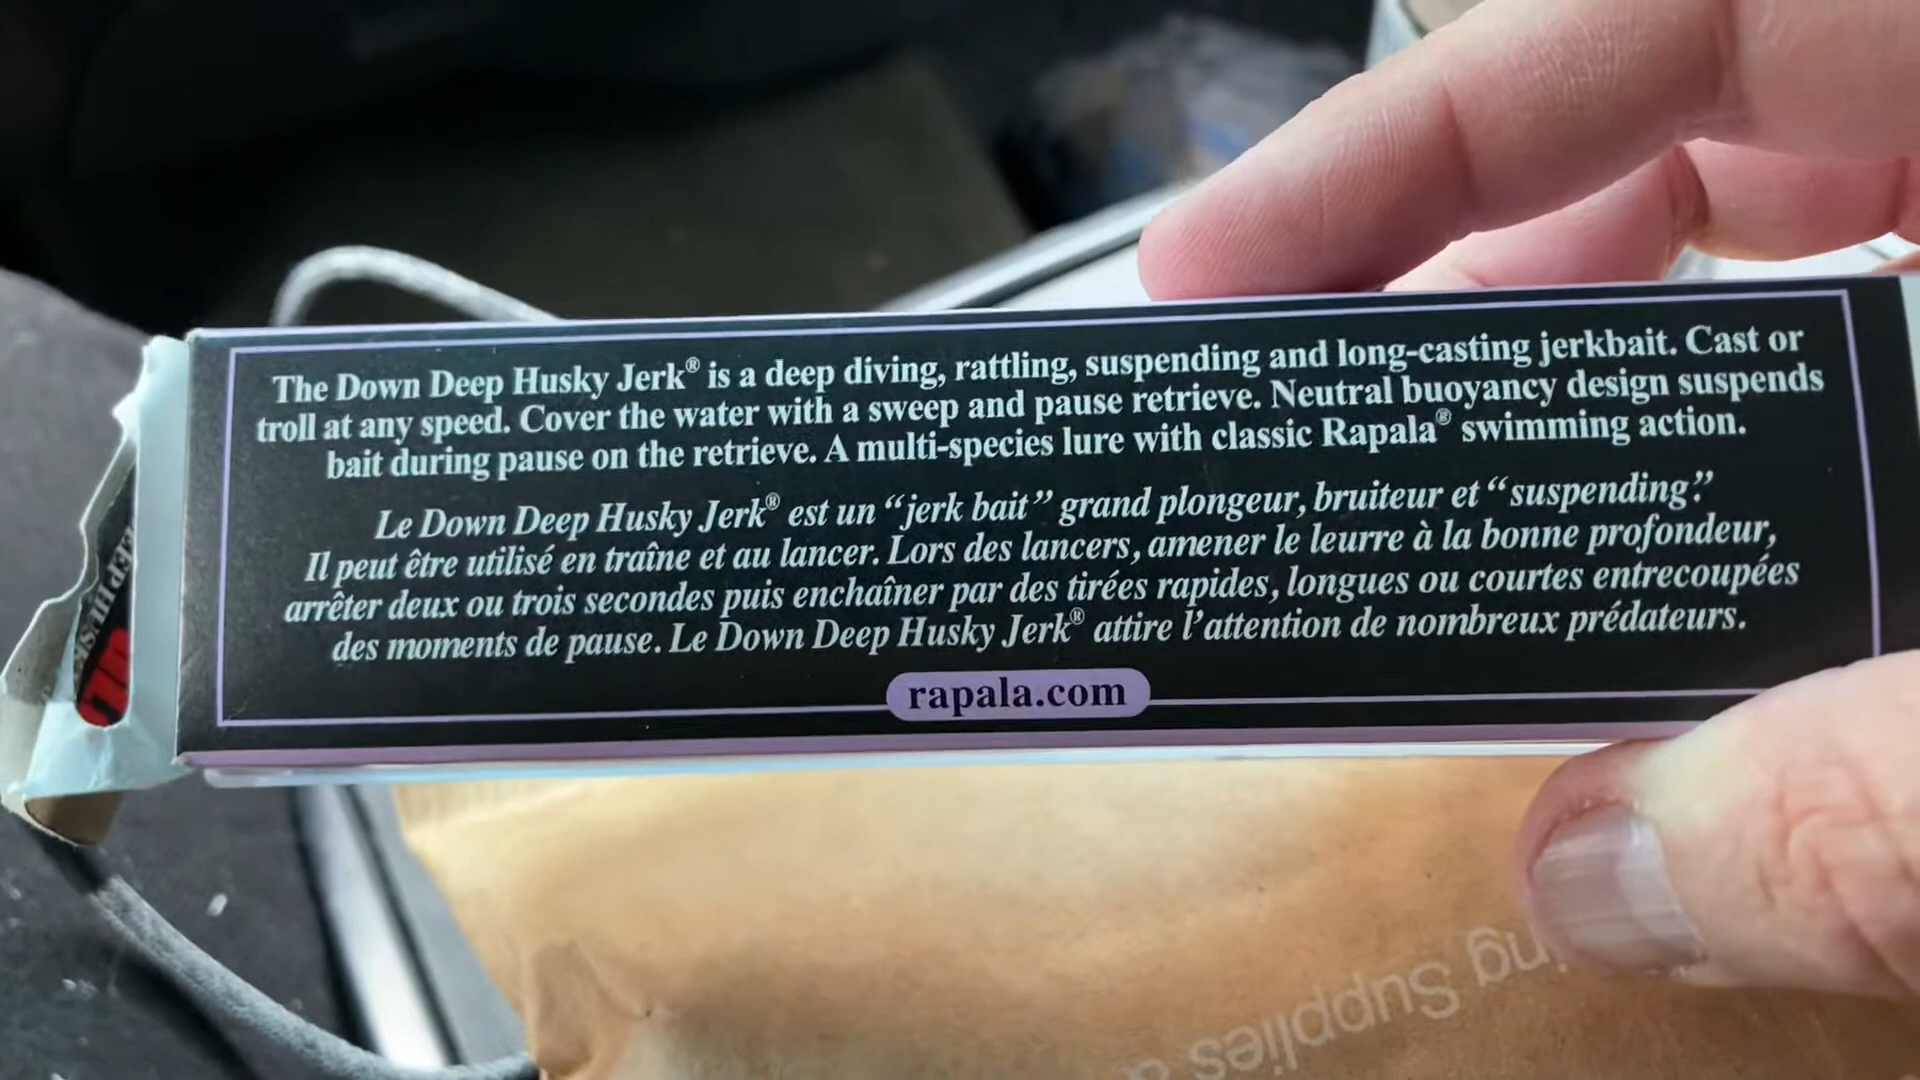 The Down Deep Husky Jerk® is a deep diving, rattling, suspending and long-casting jerkbait. Cast or
troll at any speed. Cover the water with a sweep and pause retrieve. Neutral buoyancy design suspends
bait during pause on the retrieve. A multi-species lure with classic Rapala® swimming action.
Le Down Deep Husky Jerk® est un “jerk bait” grand plongeur, bruiteur et “suspending”.
Il peut être utilisé en traîne et au lancer. Lors des lancers, amener le leurre à la bonne profondeur,
arrêter deux ou trois secondes puis enchaîner par des tirées rapides, longues ou courtes entrecoupées
des moments de pause. Le Down Deep Husky Jerk® attire l’attention de nombreux prédateurs.
rapala.com
Supplies